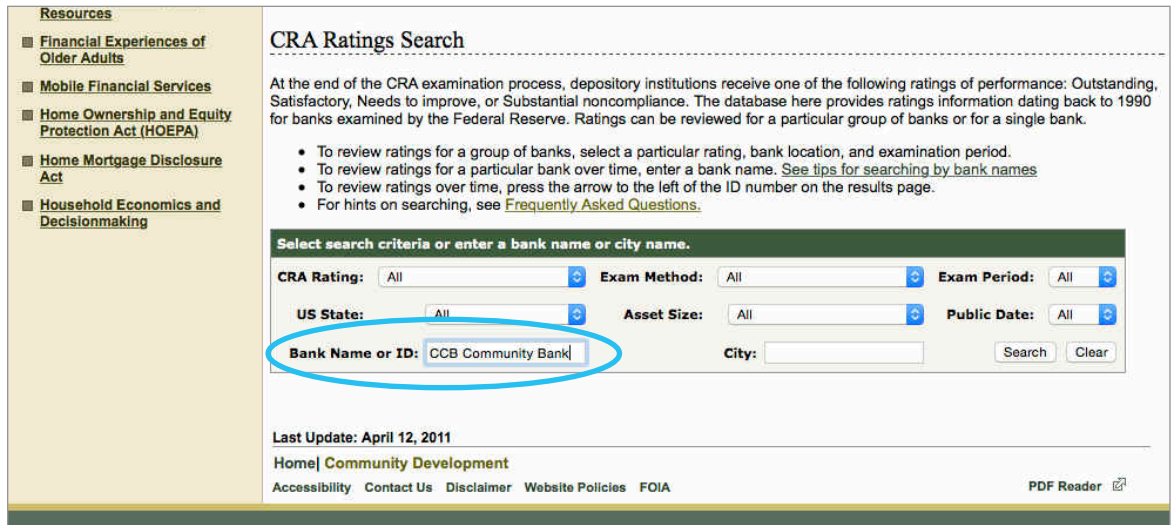 Resources
Financial Experiences of
Older Adults
Mobile Financial Services
Home Ownership and Equity
Protection Act (HOEPA)
Home Mortgage Disclosure
Act
Household Economics and
Decisionmaking
CRA Ratings Search
At the end of the CRA examination process, depository institutions receive one of the following ratings of performance: Outstanding,
Satisfactory, Needs to improve, or Substantial noncompliance. The database here provides ratings information dating back to 1990
for banks examined by the Federal Reserve. Ratings can be reviewed for a particular group of banks or for a single bank.
• To review ratings for a group of banks, select a particular rating, bank location, and examination period.
• To review ratings for a particular bank over time, enter a bank name. See tips for searching by bank names
• To review ratings over time, press the arrow to the left of the ID number on the results page.
• For hints on searching, see Frequently Asked Questions.
Select search criteria or enter a bank name or city name.
CRA Rating: All Exam Method: All Exam Period: All
US State: All Asset Size: All Public Date: All
Bank Name or ID: CCB Community Bank City: Search Clear
Last Update: April 12, 2011
Home| Community Development
Accessibility Contact Us Disclaimer Website Policies FOIA PDF Reader